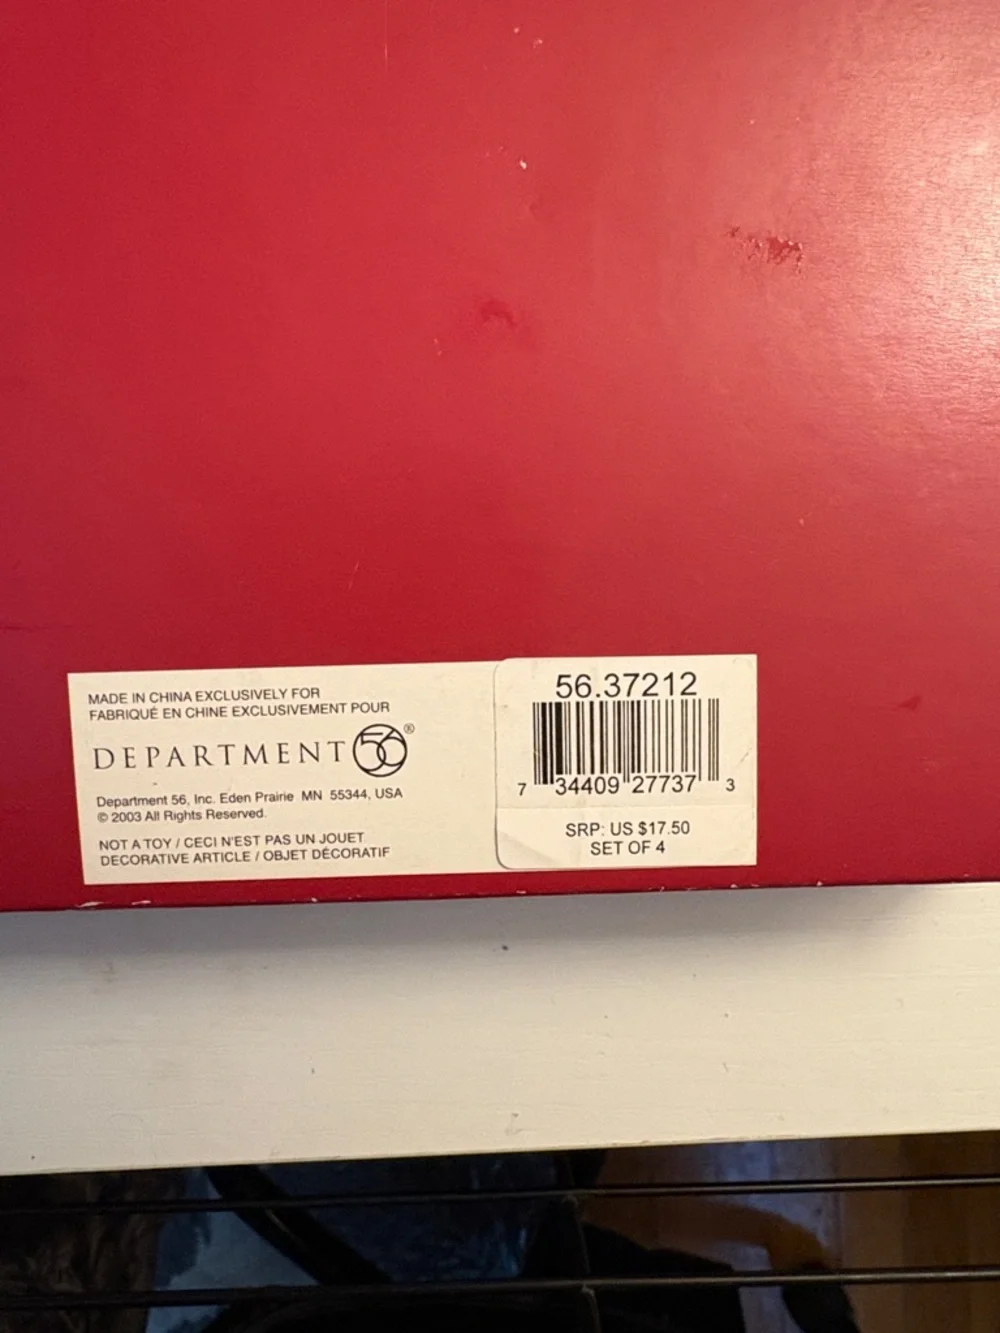 MADE IN CHINA EXCLUSIVELY FOR
FABRIQUÉ EN CHINE EXCLUSIVEMENT POUR
DEPARTMENT 56®
Department 56, Inc. Eden Prairie MN 55344, USA
© 2003 All Rights Reserved.
NOT A TOY / CECI N'EST PAS UN JOUET
DECORATIVE ARTICLE / OBJET DÉCORATIF
56.37212
7 34409 27737 3
SRP: US $17.50
SET OF 4